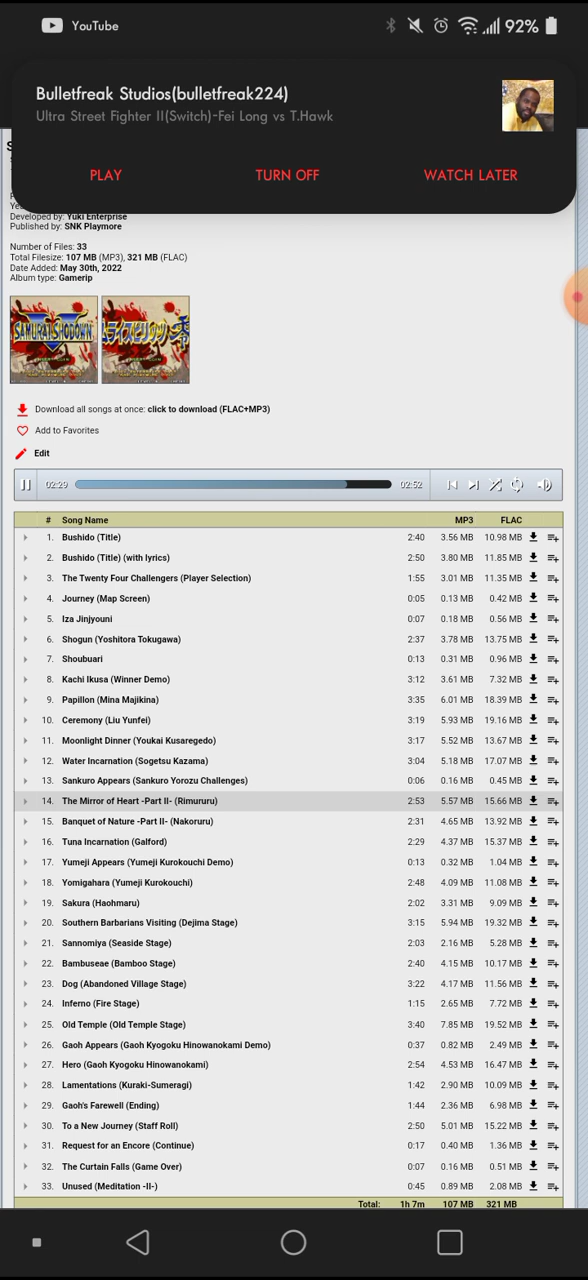 YouTube
92%
Bulletfreak Studios(bulletfreak224)
Ultra Street Fighter II(Switch)-Fei Long vs T.Hawk
PLAY TURN OFF WATCH LATER
Developed by: Yuki Enterprise
Published by: SNK Playmore
Number of Files: 33
Total Filesize: 107 MB (MP3), 321 MB (FLAC)
Date Added: May 30th, 2022
Album type: Gamerip
SAMURAI SHODOWN
Download all songs at once: click to download (FLAC+MP3)
Add to Favorites
Edit
02:29 02:52
# Song Name MP3 FLAC
1. Bushido (Title) 2:40 3.56 MB 10.98 MB
2. Bushido (Title) (with lyrics) 2:50 3.80 MB 11.85 MB
3. The Twenty Four Challengers (Player Selection) 1:55 3.01 MB 11.35 MB
4. Journey (Map Screen) 0:05 0.13 MB 0.42 MB
5. Iza Jinjyouni 0:07 0.18 MB 0.56 MB
6. Shogun (Yoshitora Tokugawa) 2:37 3.78 MB 13.75 MB
7. Shoubuari 0:13 0.31 MB 0.96 MB
8. Kachi Ikusa (Winner Demo) 3:12 3.61 MB 7.32 MB
9. Papillon (Mina Majikina) 3:35 6.01 MB 18.39 MB
10. Ceremony (Liu Yunfei) 3:19 5.93 MB 19.16 MB
11. Moonlight Dinner (Youkai Kusaregedo) 3:17 5.52 MB 13.67 MB
12. Water Incarnation (Sogetsu Kazama) 3:04 5.18 MB 17.07 MB
13. Sankuro Appears (Sankuro Yorozu Challenges) 0:06 0.16 MB 0.45 MB
14. The Mirror of Heart -Part II- (Rimururu) 2:53 5.57 MB 15.66 MB
15. Banquet of Nature -Part II- (Nakoruru) 2:31 4.65 MB 13.92 MB
16. Tuna Incarnation (Galford) 2:29 4.37 MB 15.37 MB
17. Yumeji Appears (Yumeji Kurokouchi Demo) 0:13 0.32 MB 1.04 MB
18. Yomigahara (Yumeji Kurokouchi) 2:48 4.09 MB 11.08 MB
19. Sakura (Haohmaru) 2:02 3.31 MB 9.09 MB
20. Southern Barbarians Visiting (Dejima Stage) 3:15 5.94 MB 19.32 MB
21. Sannomiya (Seaside Stage) 2:03 2.16 MB 5.28 MB
22. Bambuseae (Bamboo Stage) 2:40 4.15 MB 10.17 MB
23. Dog (Abandoned Village Stage) 3:22 4.17 MB 11.56 MB
24. Inferno (Fire Stage) 1:15 2.65 MB 7.72 MB
25. Old Temple (Old Temple Stage) 3:40 7.85 MB 19.52 MB
26. Gaoh Appears (Gaoh Kyogoku Hinowanokami Demo) 0:37 0.82 MB 2.49 MB
27. Hero (Gaoh Kyogoku Hinowanokami) 2:54 4.53 MB 16.47 MB
28. Lamentations (Kuraki-Sumeragi) 1:42 2.90 MB 10.09 MB
29. Gaoh's Farewell (Ending) 1:44 2.36 MB 6.98 MB
30. To a New Journey (Staff Roll) 2:50 5.01 MB 15.22 MB
31. Request for an Encore (Continue) 0:17 0.40 MB 1.36 MB
32. The Curtain Falls (Game Over) 0:07 0.16 MB 0.51 MB
33. Unused (Meditation -II-) 0:45 0.89 MB 2.08 MB
Total: 1h 7m 107 MB 321 MB